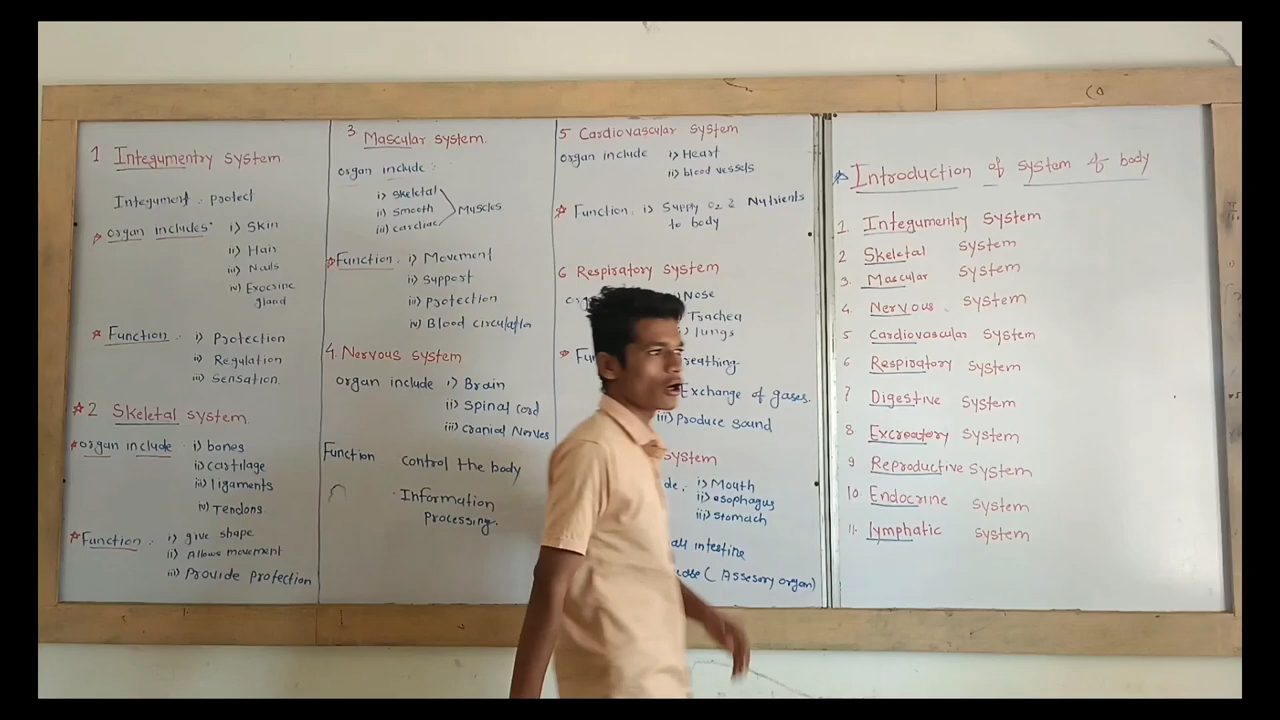 1 Integumentry system
Integument : protect
organ includes : i) Skin
ii) Hair
iii) Nails
iv) Exocrine
gland
Function : i) Protection
ii) Regulation
iii) Sensation.
2 Skeletal system.
organ include : i) bones
ii) cartilage
iii) ligaments
iv) Tendons.
Function : i) give shape
ii) Allows movement
iii) Provide protection
3 Mascular system.
organ include :
i) skeletal
ii) smooth Muscles
iii) cardiac
Function : i) Movement
ii) support
iii) protection
iv) Blood circulation
4. Nervous system
organ include i) Brain
ii) Spinal cord
iii) cranial Nerves
Function control the body
Information
Processing.
5 Cardiovascular system
organ include i) Heart
ii) blood vessels
Function : i) Supply O2 & Nutrients
to body
6 Respiratory system
Nose
Trachea
lungs
Exchange of gases.
iii) Produce sound
system
i) Mouth
ii) esophagus
iii) stomach
intestine
(Assesory organ)
Introduction of system of body
1. Integumentry system
2 Skeletal system
3. Mascular system
4. Nervous system
5 Cardiovascular system
6 Respiratory system
7 Digestive system
8 Excreatory system
9 Reproductive system
10 Endocrine system
11. lymphatic system